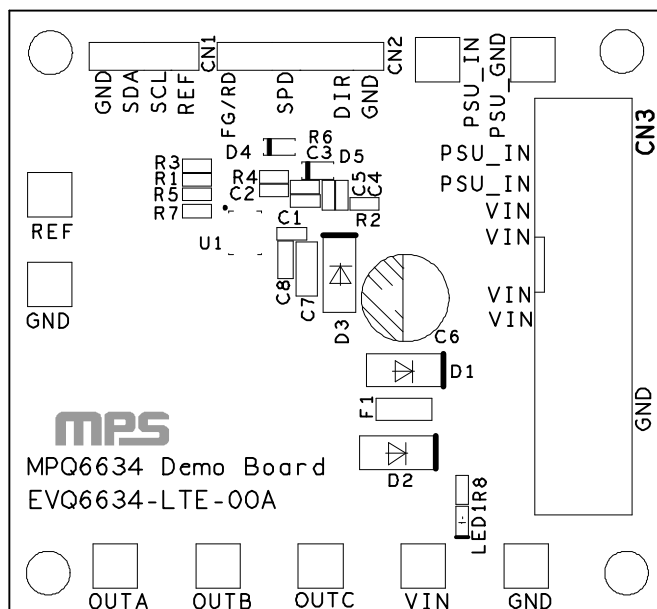 CN1
CN2
GND
SDA
SCL
REF
FG/RD
SPD
DIR
GND
PSU_IN
PSU_GND
CN3
PSU_IN
PSU_IN
VIN
VIN
VIN
VIN
GND
D4
R6
C3
D5
R3
R1
R5
R7
R4
C2
C5
C4
R2
U1
C1
C8
C7
D3
C6
REF
GND
D1
F1
D2
mps
MPQ6634 Demo Board
EVQ6634-LTE-00A
LED1
R8
OUTA
OUTB
OUTC
VIN
GND